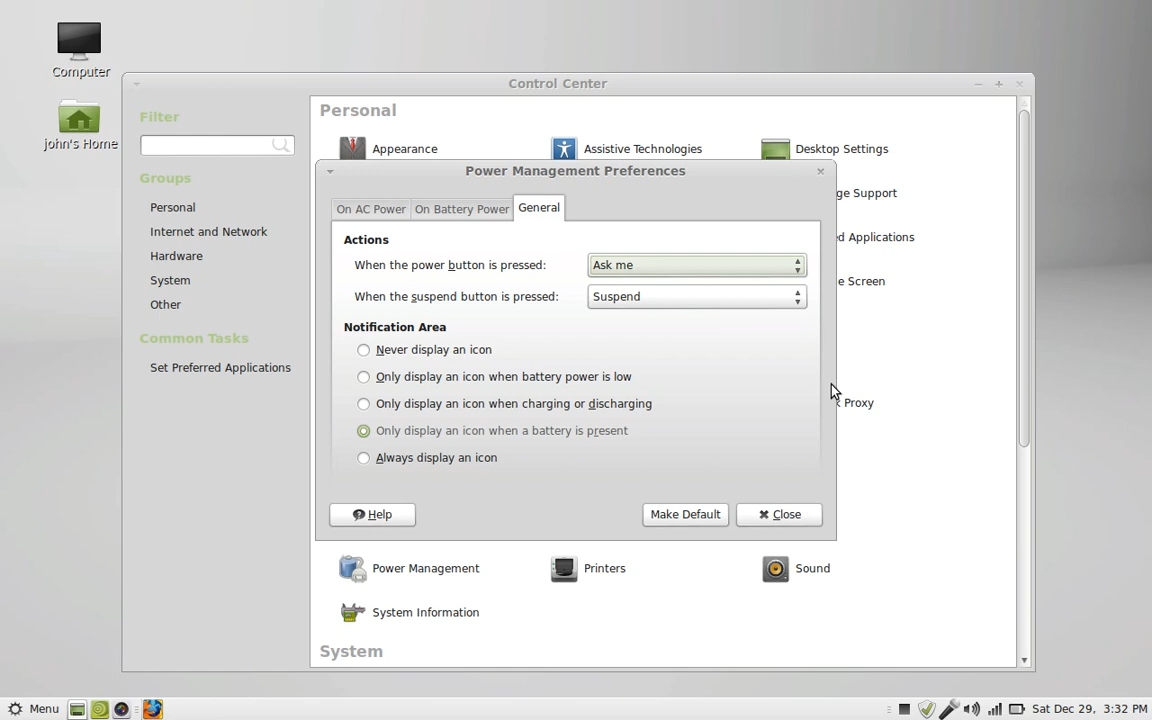 Computer
john's Home
Control Center
Filter
Groups
Personal
Internet and Network
Hardware
System
Other
Common Tasks
Set Preferred Applications
Personal
Appearance
Assistive Technologies
Desktop Settings
ge Support
d Applications
e Screen
Proxy
Power Management Preferences
On AC Power
On Battery Power
General
Actions
When the power button is pressed:
Ask me
When the suspend button is pressed:
Suspend
Notification Area
Never display an icon
Only display an icon when battery power is low
Only display an icon when charging or discharging
Only display an icon when a battery is present
Always display an icon
Help
Make Default
Close
Power Management
Printers
Sound
System Information
System
Menu
Sat Dec 29, 3:32 PM